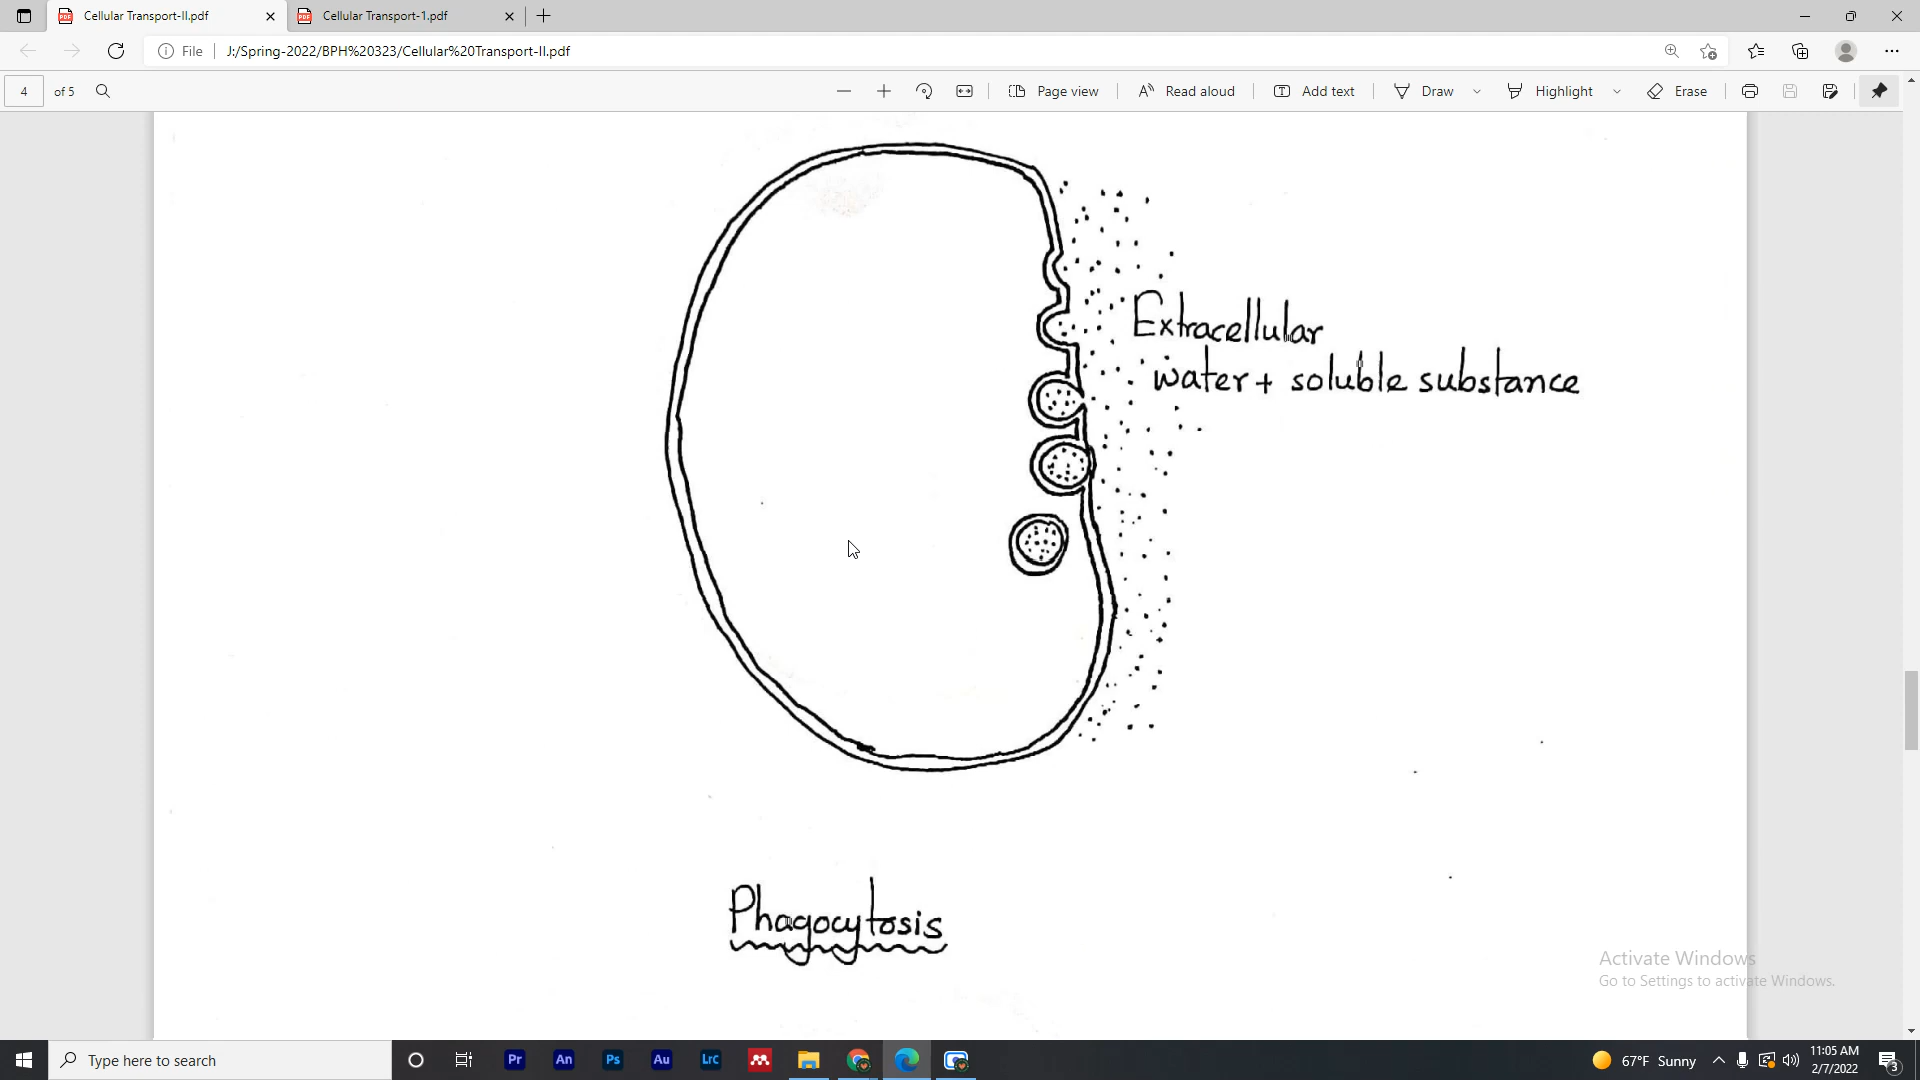 Cellular Transport-II.pdf
Cellular Transport-1.pdf
File
J:/Spring-2022/BPH%20323/Cellular%20Transport-II.pdf
4 of 5
Page view
Read aloud
Add text
Draw
Highlight
Erase
Extracellular
water + soluble substance
Phagocytosis
Activate Windows
Go to Settings to activate Windows.
Type here to search
Pr
An
Ps
Au
LrC
67°F Sunny
11:05 AM
2/7/2022
3